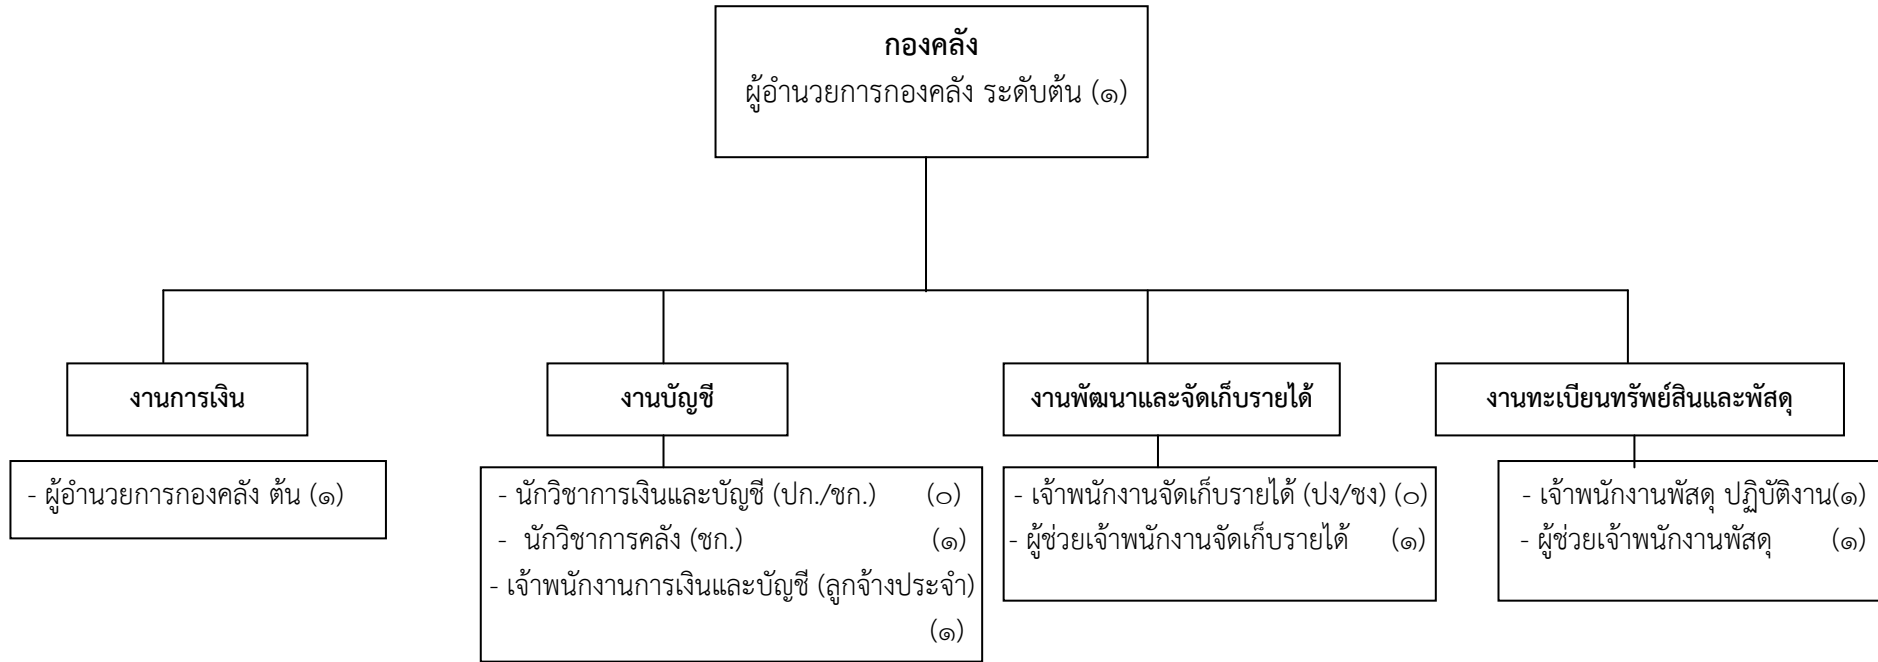 กองคลัง
ผู้อำนวยการกองคลัง ระดับต้น (๑)
งานการเงิน
- ผู้อำนวยการกองคลัง ต้น (๑)
งานบัญชี
- นักวิชาการเงินและบัญชี (ปก./ชก.) (๐)
- นักวิชาการคลัง (ชก.) (๑)
- เจ้าพนักงานการเงินและบัญชี (ลูกจ้างประจำ)
(๑)
งานพัฒนาและจัดเก็บรายได้
- เจ้าพนักงานจัดเก็บรายได้ (ปง/ชง) (๐)
- ผู้ช่วยเจ้าพนักงานจัดเก็บรายได้ (๑)
งานทะเบียนทรัพย์สินและพัสดุ
- เจ้าพนักงานพัสดุ ปฏิบัติงาน(๑)
- ผู้ช่วยเจ้าพนักงานพัสดุ (๑)